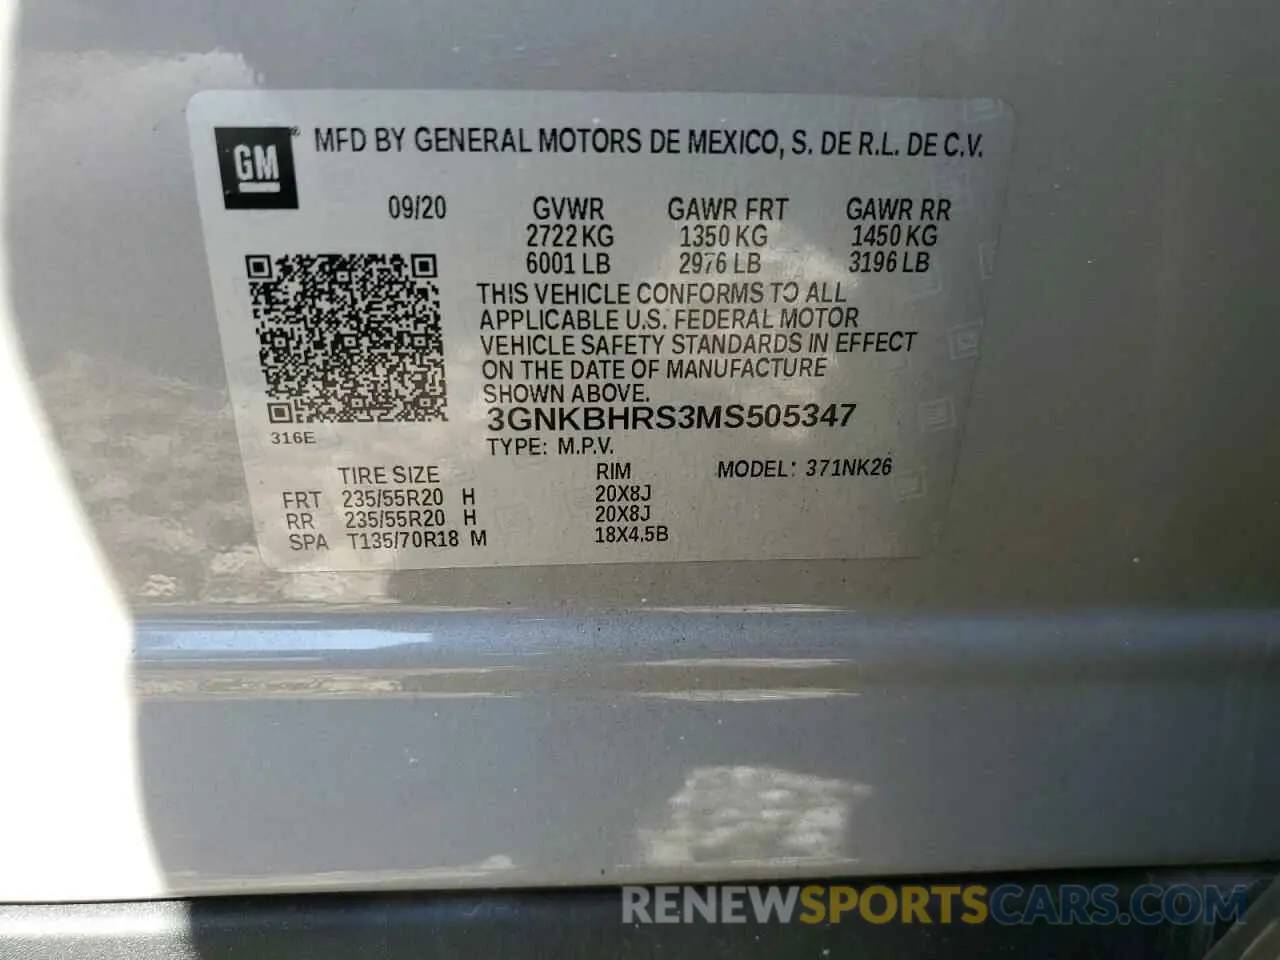 GM® MFD BY GENERAL MOTORS DE MEXICO, S. DE R.L. DE C.V.
09/20 GVWR GAWR FRT GAWR RR
2722 KG 1350 KG 1450 KG
6001 LB 2976 LB 3196 LB
THIS VEHICLE CONFORMS TO ALL
APPLICABLE U.S. FEDERAL MOTOR
VEHICLE SAFETY STANDARDS IN EFFECT
ON THE DATE OF MANUFACTURE
SHOWN ABOVE.
3GNKBHRS3MS505347
316E
TYPE: M.P.V.
TIRE SIZE RIM MODEL: 371NK26
FRT 235/55R20 H 20X8J
RR 235/55R20 H 20X8J
SPA T135/70R18 M 18X4.5B
RENEWSPORTSCARS.COM